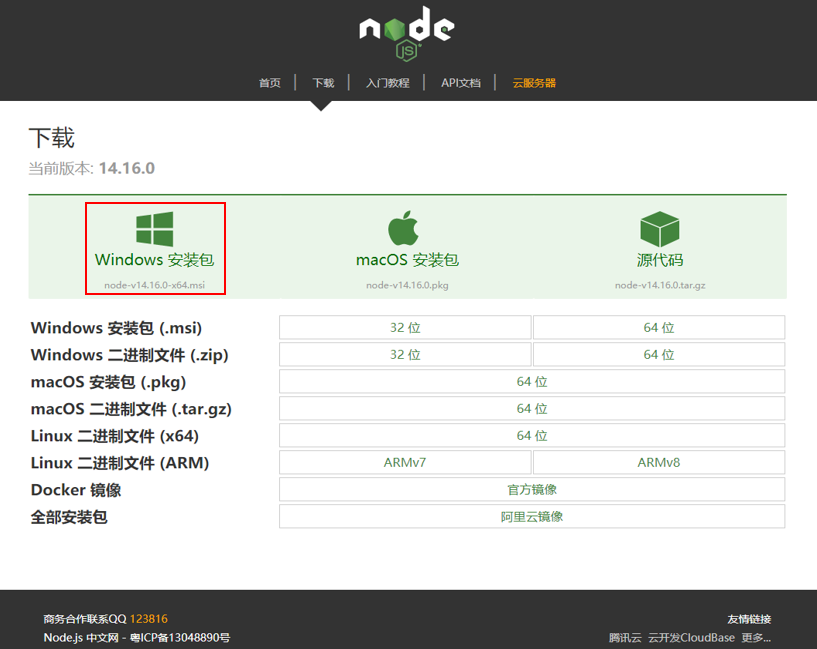 node
JS
首页 下载 入门教程 API文档 云服务器
下载
当前版本: 14.16.0
Windows 安装包 macOS 安装包 源代码
node-v14.16.0-x64.msi node-v14.16.0.pkg node-v14.16.0.tar.gz
Windows 安装包 (.msi) 32 位 64 位
Windows 二进制文件 (.zip) 32 位 64 位
macOS 安装包 (.pkg) 64 位
macOS 二进制文件 (.tar.gz) 64 位
Linux 二进制文件 (x64) 64 位
Linux 二进制文件 (ARM) ARMv7 ARMv8
Docker 镜像 官方镜像
全部安装包 阿里云镜像
商务合作联系QQ 123816 友情链接
Node.js 中文网 - 粤ICP备13048890号 腾讯云 云开发CloudBase 更多...